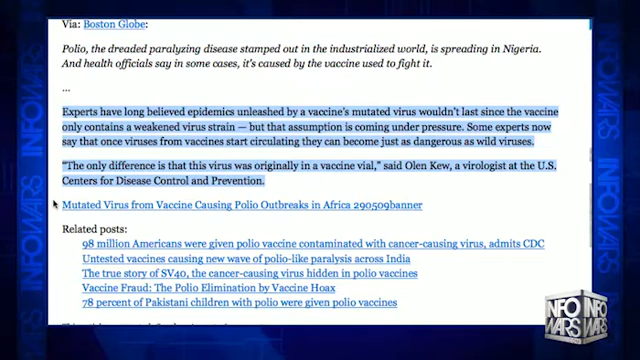 Via: Boston Globe:
Polio, the dreaded paralyzing disease stamped out in the industrialized world, is spreading in Nigeria.
And health officials say in some cases, it's caused by the vaccine used to fight it.
...
Experts have long believed epidemics unleashed by a vaccine's mutated virus wouldn't last since the vaccine
only contains a weakened virus strain — but that assumption is coming under pressure. Some experts now
say that once viruses from vaccines start circulating they can become just as dangerous as wild viruses.
"The only difference is that this virus was originally in a vaccine vial," said Olen Kew, a virologist at the U.S.
Centers for Disease Control and Prevention.
Mutated Virus from Vaccine Causing Polio Outbreaks in Africa 290509banner
Related posts:
98 million Americans were given polio vaccine contaminated with cancer-causing virus, admits CDC
Untested vaccines causing new wave of polio-like paralysis across India
The true story of SV40, the cancer-causing virus hidden in polio vaccines
Vaccine Fraud: The Polio Elimination by Vaccine Hoax
78 percent of Pakistani children with polio were given polio vaccines
INFOWARS
INFOWARS
INFO INFO
WARS WARS